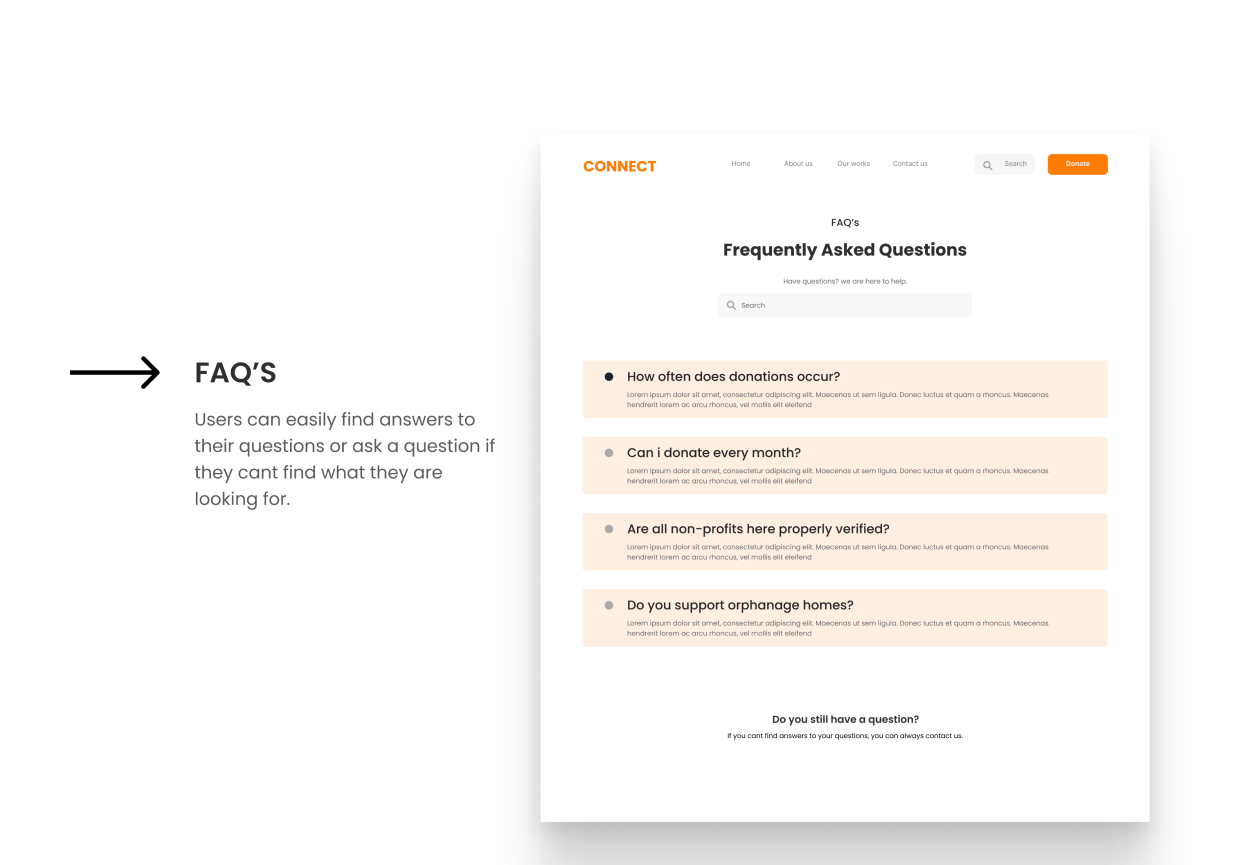 FAQ’S
Users can easily find answers to
their questions or ask a question if
they cant find what they are
looking for.
CONNECT
Home About us Our works Contact us Search Donate
FAQ’s
Frequently Asked Questions
Have questions? we are here to help.
Search
How often does donations occur?
Lorem ipsum dolor sit amet, consectetur adipiscing elit. Maecenas ut sem ligula. Donec luctus et quam a rhoncus. Maecenas
hendrerit lorem ac arcu rhoncus, vel mollis elit eleifend
Can i donate every month?
Lorem ipsum dolor sit amet, consectetur adipiscing elit. Maecenas ut sem ligula. Donec luctus et quam a rhoncus. Maecenas
hendrerit lorem ac arcu rhoncus, vel mollis elit eleifend
Are all non-profits here properly verified?
Lorem ipsum dolor sit amet, consectetur adipiscing elit. Maecenas ut sem ligula. Donec luctus et quam a rhoncus. Maecenas
hendrerit lorem ac arcu rhoncus, vel mollis elit eleifend
Do you support orphanage homes?
Lorem ipsum dolor sit amet, consectetur adipiscing elit. Maecenas ut sem ligula. Donec luctus et quam a rhoncus. Maecenas
hendrerit lorem ac arcu rhoncus, vel mollis elit eleifend
Do you still have a question?
If you cant find answers to your questions, you can always contact us.